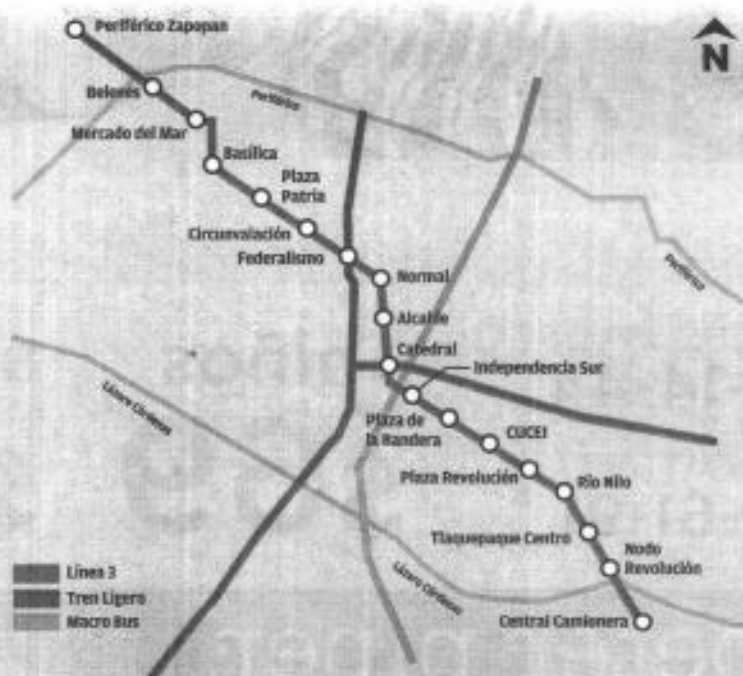 Periférico Zapopan
N
Belenes
Periférico
Mercado del Mar
Basílica
Plaza
Patria
Circunvalación
Federalismo
Normal
Periférico
Alcalde
Catedral
Independencia Sur
Lázaro Cárdenas
Plaza de
la Bandera
CUCEI
Plaza Revolución
Río Nilo
Tlaquepaque Centro
Nodo
Revolución
Lázaro Cárdenas
Central Camionera
Línea 3
Tren Ligero
Macro Bus